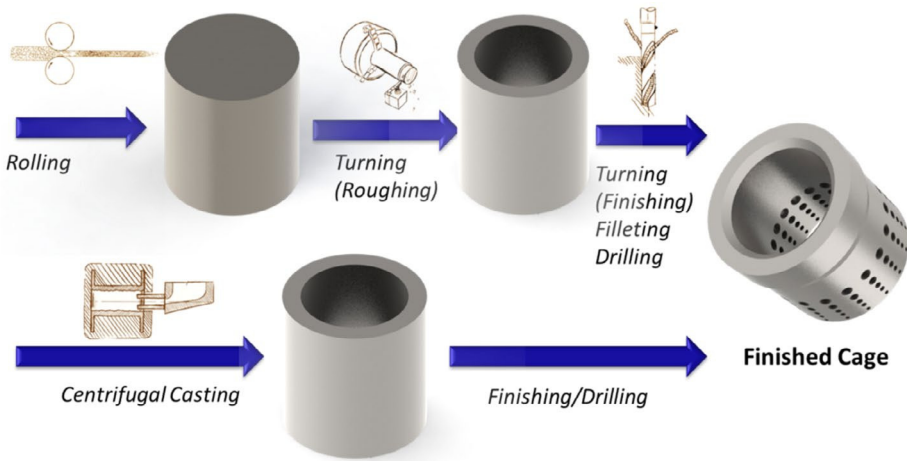 Rolling
Turning
(Roughing)
Turning
(Finishing)
Filleting
Drilling
Centrifugal Casting
Finishing/Drilling
Finished Cage